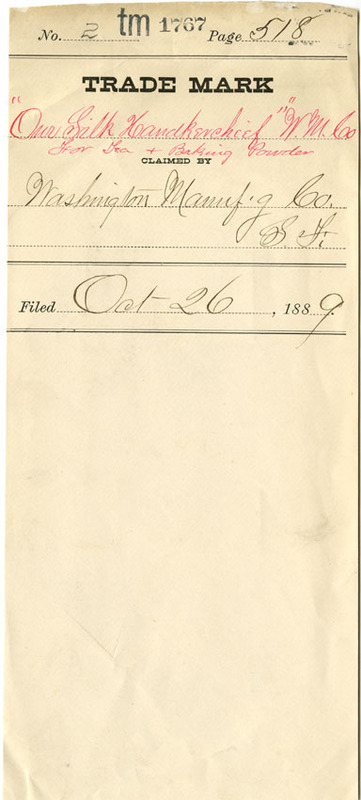 No. 2 tm 1767 Page 518
TRADE MARK
"Our Silk Handkerchief" "W. M. Co
For Tea + Baking Powder
CLAIMED BY
Washington Manuf'g Co.
S. F.
Filed Oct 26, 1889.